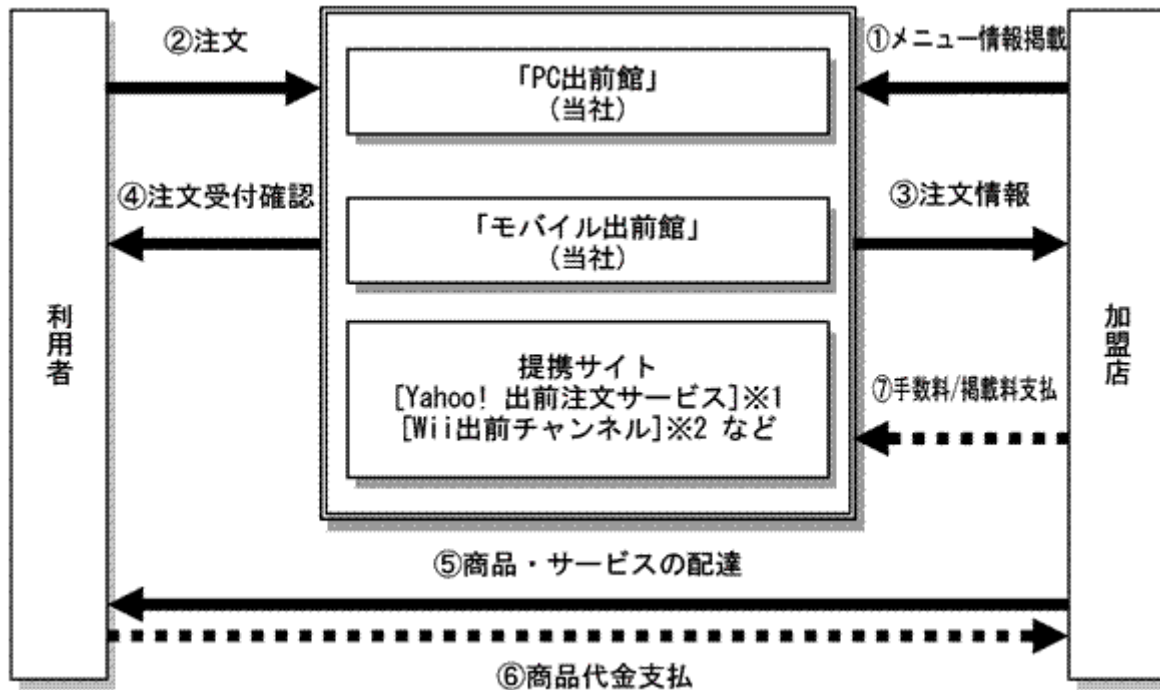 ②注文
①メニュー情報掲載
「PC出前館」
(当社)
④注文受付確認
③注文情報
「モバイル出前館」
(当社)
利用者
加盟店
提携サイト
[Yahoo! 出前注文サービス]※1
[Wii出前チャンネル]※2 など
⑦手数料/掲載料支払
⑤商品・サービスの配達
⑥商品代金支払